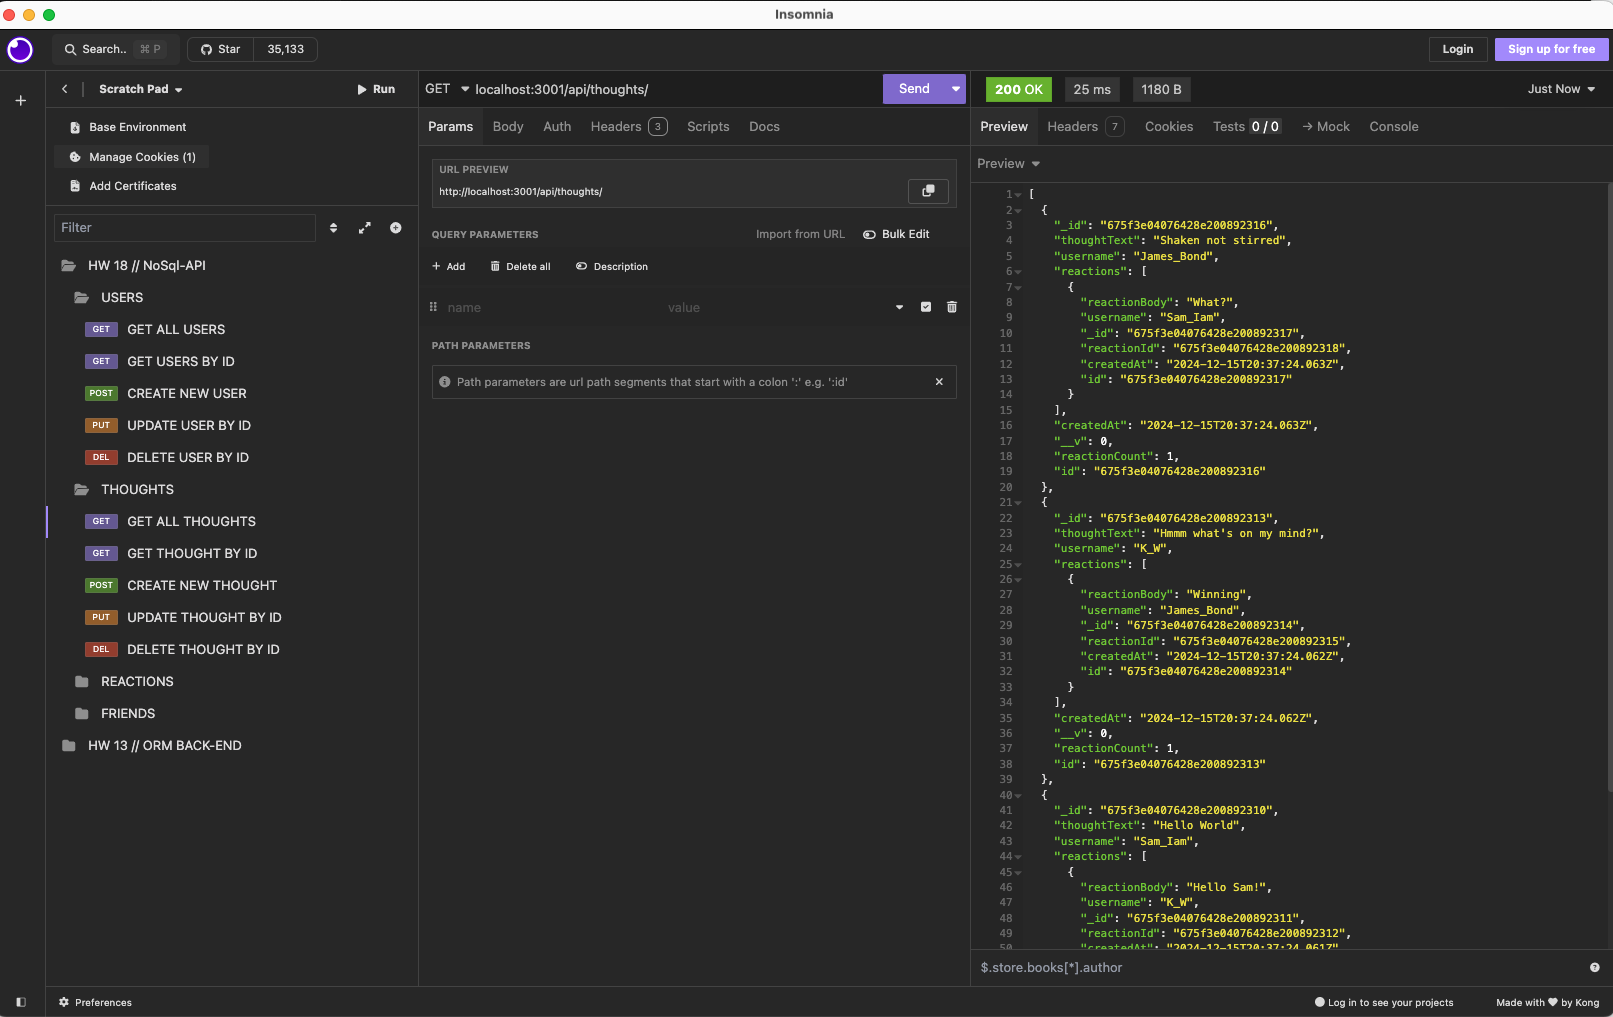 Insomnia
Search.. ⌘ P
Star 35,133
Login
Sign up for free
Scratch Pad
Run
Base Environment
Manage Cookies (1)
Add Certificates
Filter
HW 18 // NoSql-API
USERS
GET GET ALL USERS
GET GET USERS BY ID
POST CREATE NEW USER
PUT UPDATE USER BY ID
DEL DELETE USER BY ID
THOUGHTS
GET GET ALL THOUGHTS
GET GET THOUGHT BY ID
POST CREATE NEW THOUGHT
PUT UPDATE THOUGHT BY ID
DEL DELETE THOUGHT BY ID
REACTIONS
FRIENDS
HW 13 // ORM BACK-END
GET localhost:3001/api/thoughts/ Send
Params Body Auth Headers 3 Scripts Docs
URL PREVIEW
http://localhost:3001/api/thoughts/
QUERY PARAMETERS Import from URL Bulk Edit
+ Add Delete all Description
name value
PATH PARAMETERS
Path parameters are url path segments that start with a colon ':' e.g. ':id'
200 OK 25 ms 1180 B Just Now
Preview Headers 7 Cookies Tests 0 / 0 → Mock Console
Preview
1 [
2 {
3 "_id": "675f3e04076428e200892316",
4 "thoughtText": "Shaken not stirred",
5 "username": "James_Bond",
6 "reactions": [
7 {
8 "reactionBody": "What?",
9 "username": "Sam_Iam",
10 "_id": "675f3e04076428e200892317",
11 "reactionId": "675f3e04076428e200892318",
12 "createdAt": "2024-12-15T20:37:24.063Z",
13 "id": "675f3e04076428e200892317"
14 }
15 ],
16 "createdAt": "2024-12-15T20:37:24.063Z",
17 "__v": 0,
18 "reactionCount": 1,
19 "id": "675f3e04076428e200892316"
20 },
21 {
22 "_id": "675f3e04076428e200892313",
23 "thoughtText": "Hmmm what's on my mind?",
24 "username": "K_W",
25 "reactions": [
26 {
27 "reactionBody": "Winning",
28 "username": "James_Bond",
29 "_id": "675f3e04076428e200892314",
30 "reactionId": "675f3e04076428e200892315",
31 "createdAt": "2024-12-15T20:37:24.062Z",
32 "id": "675f3e04076428e200892314"
33 }
34 ],
35 "createdAt": "2024-12-15T20:37:24.062Z",
36 "__v": 0,
37 "reactionCount": 1,
38 "id": "675f3e04076428e200892313"
39 },
40 {
41 "_id": "675f3e04076428e200892310",
42 "thoughtText": "Hello World",
43 "username": "Sam_Iam",
44 "reactions": [
45 {
46 "reactionBody": "Hello Sam!",
47 "username": "K_W",
48 "_id": "675f3e04076428e200892311",
49 "reactionId": "675f3e04076428e200892312",
50 "createdAt": "2024-12-15T20:37:24.061Z"
$.store.books[*].author
Preferences
Log in to see your projects
Made with ♥ by Kong